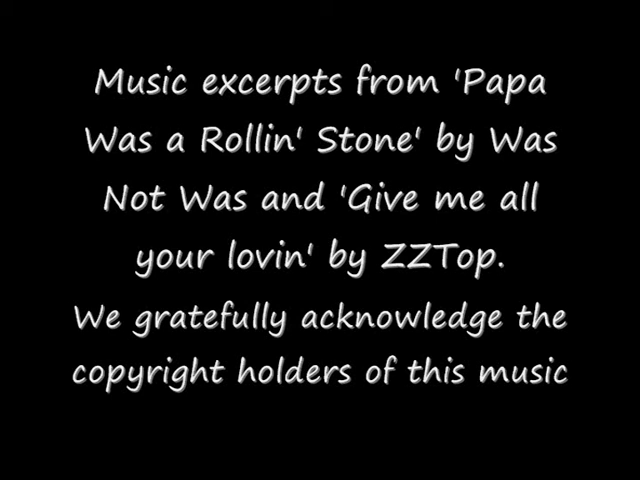 Music excerpts from 'Papa
Was a Rollin' Stone' by Was
Not Was and 'Give me all
your lovin' by ZZTop.
We gratefully acknowledge the
copyright holders of this music